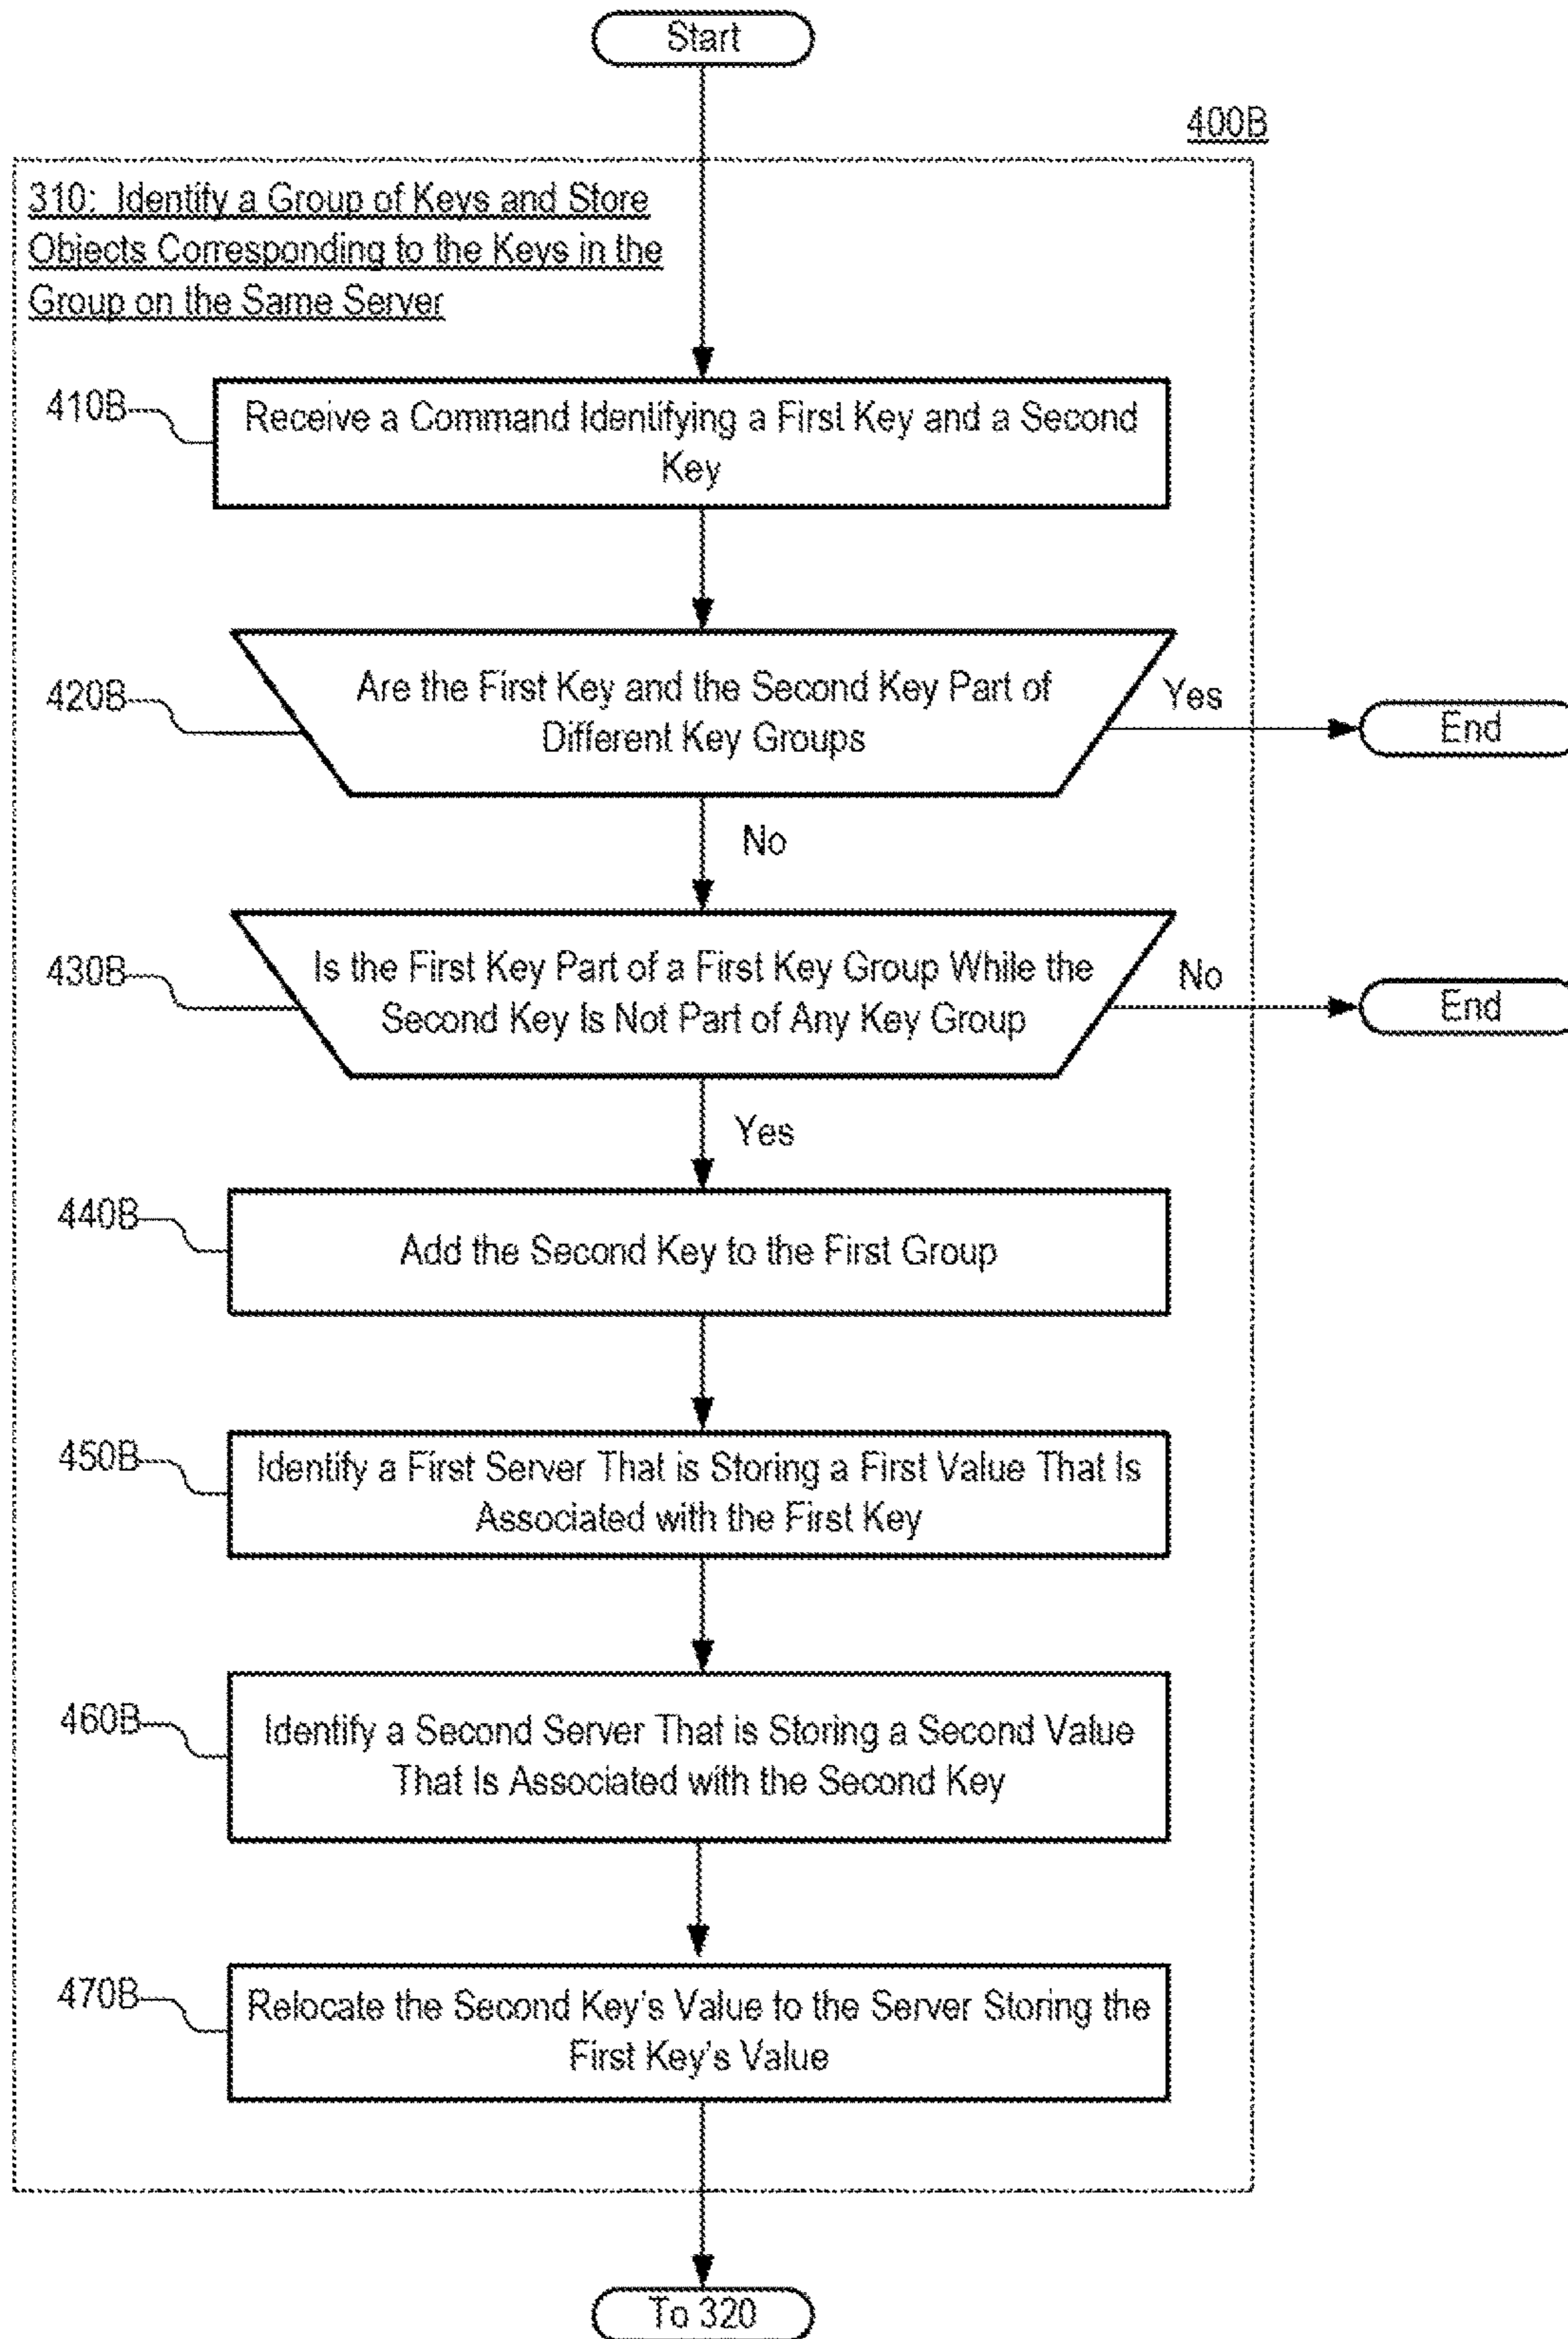 Start
400B
310: Identify a Group of Keys and Store
Objects Corresponding to the Keys in the
Group on the Same Server
410B
Receive a Command Identifying a First Key and a Second
Key
420B
Are the First Key and the Second Key Part of
Different Key Groups
Yes
End
No
430B
Is the First Key Part of a First Key Group While the
Second Key Is Not Part of Any Key Group
No
End
Yes
440B
Add the Second Key to the First Group
450B
Identify a First Server That is Storing a First Value That Is
Associated with the First Key
460B
Identify a Second Server That is Storing a Second Value
That Is Associated with the Second Key
470B
Relocate the Second Key's Value to the Server Storing the
First Key's Value
To 320